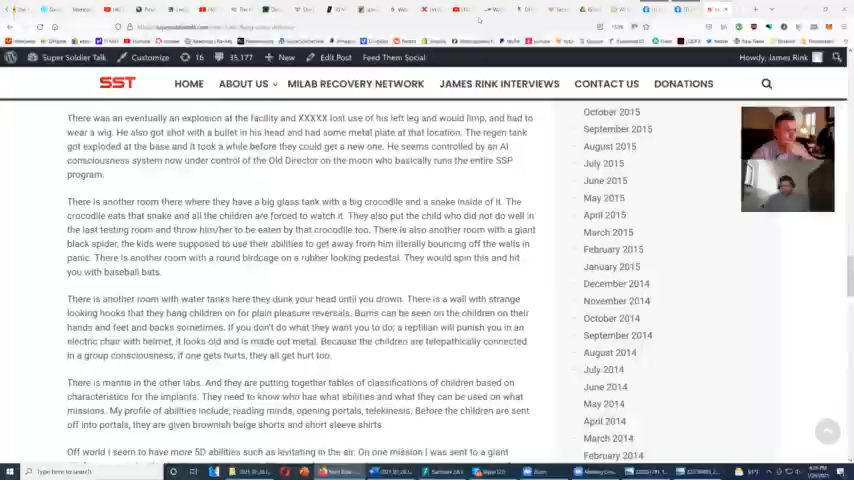 Super Soldier Talk Customize 16 35,177 New Edit Post Feed Them Social Howdy, James Rink
SST HOME ABOUT US MILAB RECOVERY NETWORK JAMES RINK INTERVIEWS CONTACT US DONATIONS
There was an eventually an explosion at the facility and XXXXX lost use of his left leg and would limp, and had to
wear a wig. He also got shot with a bullet in his head and had some metal plate at that location. The regen tank
got exploded at the base and it took a while before they could get a new one. He seems controlled by an AI
consciousness system now under control of the Old Director on the moon who basically runs the entire SSP
program.
There is another room there where they have a big glass tank with a big crocodile and a snake inside of it. The
crocodile eats that snake and all the children are forced to watch it. They also put the child who did not do well in
the last testing room and throw him/her to be eaten by that crocodile too. There is also another room with a giant
black spider, the kids were supposed to use their abilities to get away from him literally bouncing off the walls in
panic. There is another room with a round birdcage on a rubber looking pedestal. They would spin this and hit
you with baseball bats.
There is another room with water tanks here they dunk your head until you drown. There is a wall with strange
looking hooks that they hang children on for plain pleasure reversals. Burns can be seen on the children on their
hands and feet and backs sometimes. If you don't do what they want you to do; a reptilian will punish you in an
electric chair with helmet, it looks old and is made out metal. Because the children are telepathically connected
in a group consciousness, if one gets hurts, they all get hurt too.
There is mantis in the other labs. And they are putting together tables of classifications of children based on
characteristics for the implants. They need to know who has what abilities and what they can be used on what
missions. My profile of abilities include; reading minds, opening portals, telekinesis. Before the children are sent
off into portals, they are given brownish beige shorts and short sleeve shirts.
Off world i seem to have more 5D abilities such as levitating in the air. On one mission I was sent to a giant
October 2015
September 2015
August 2015
July 2015
June 2015
May 2015
April 2015
March 2015
February 2015
January 2015
December 2014
November 2014
October 2014
September 2014
August 2014
July 2014
June 2014
May 2014
April 2014
March 2014
February 2014
Type here to search